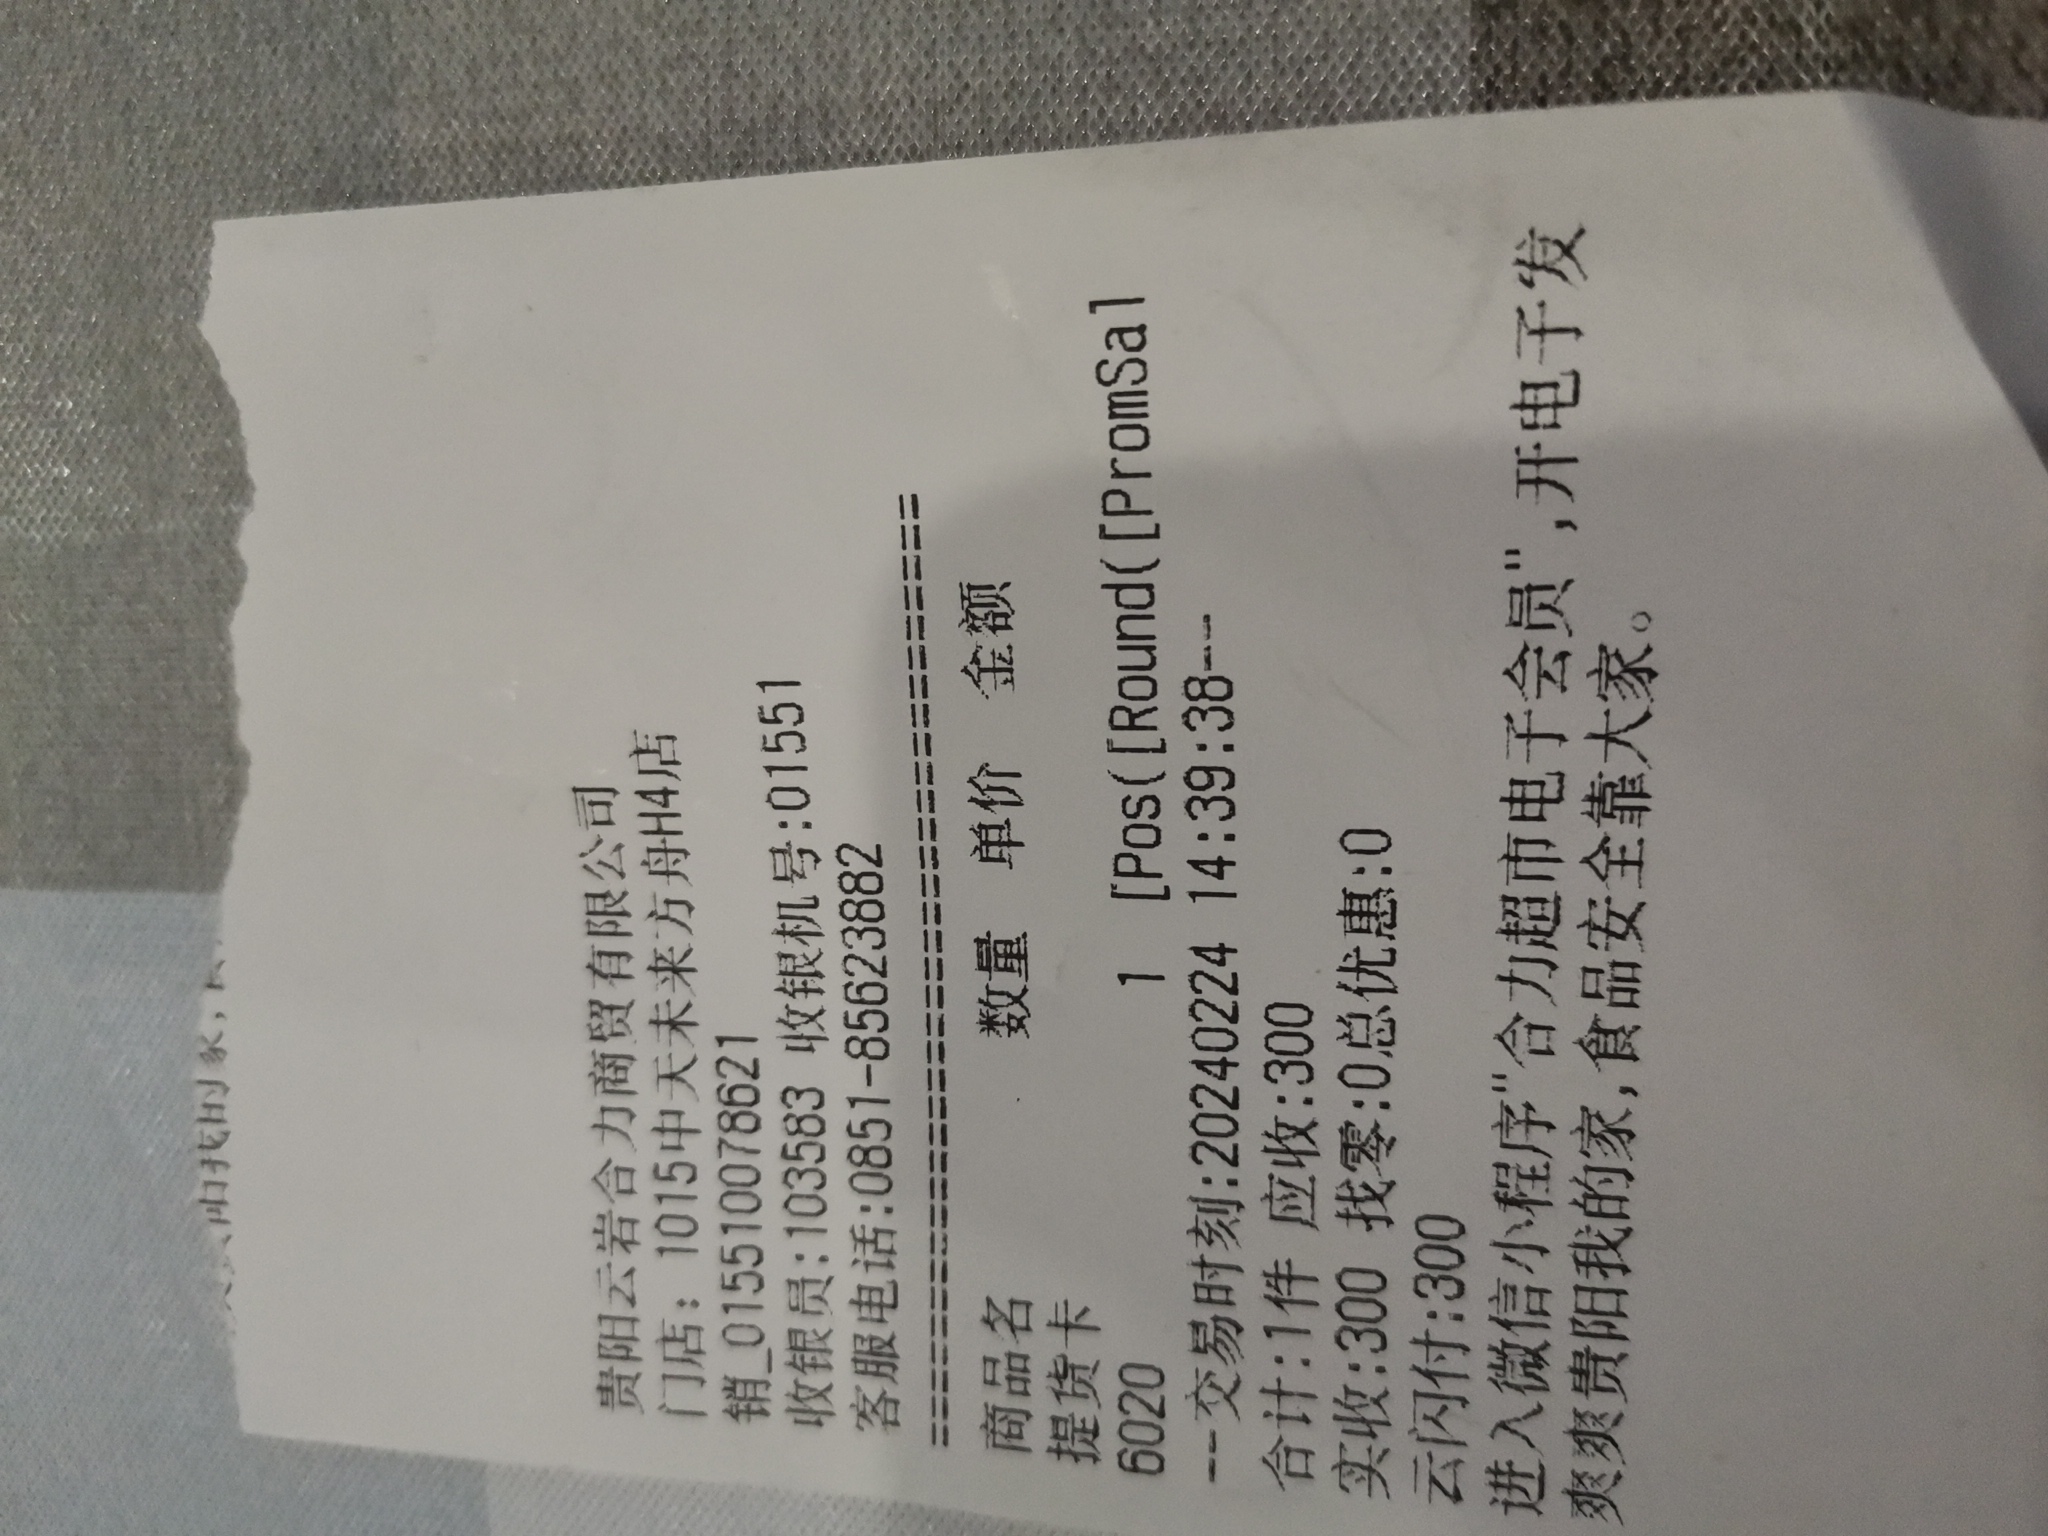 贵阳云岩合力商贸有限公司
门店：1015中天未来方舟H4店
销_015510078621
收银员:103583 收银机号:01551
客服电话:0851-85623882
==========================================
商品名 数量 单价 金额
提货卡
6020 1 [Pos([Round([PromSal
--交易时刻:20240224 14:39:38--
合计:1件 应收:300
实收:300 找零:0总优惠:0
云闪付:300
进入微信小程序"合力超市电子会员",开电子发
爽爽贵阳我的家,食品安全靠大家。